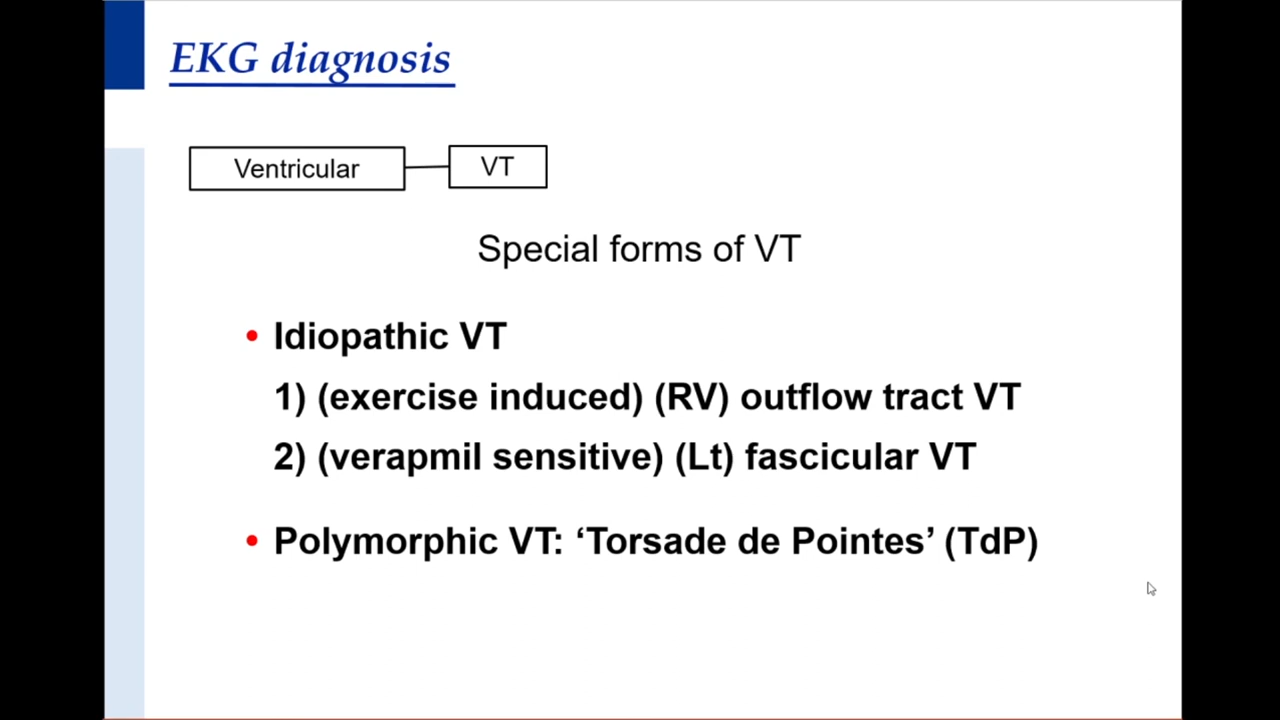 EKG diagnosis
Ventricular
VT
Special forms of VT
• Idiopathic VT
1) (exercise induced) (RV) outflow tract VT
2) (verapmil sensitive) (Lt) fascicular VT
• Polymorphic VT: ‘Torsade de Pointes’ (TdP)